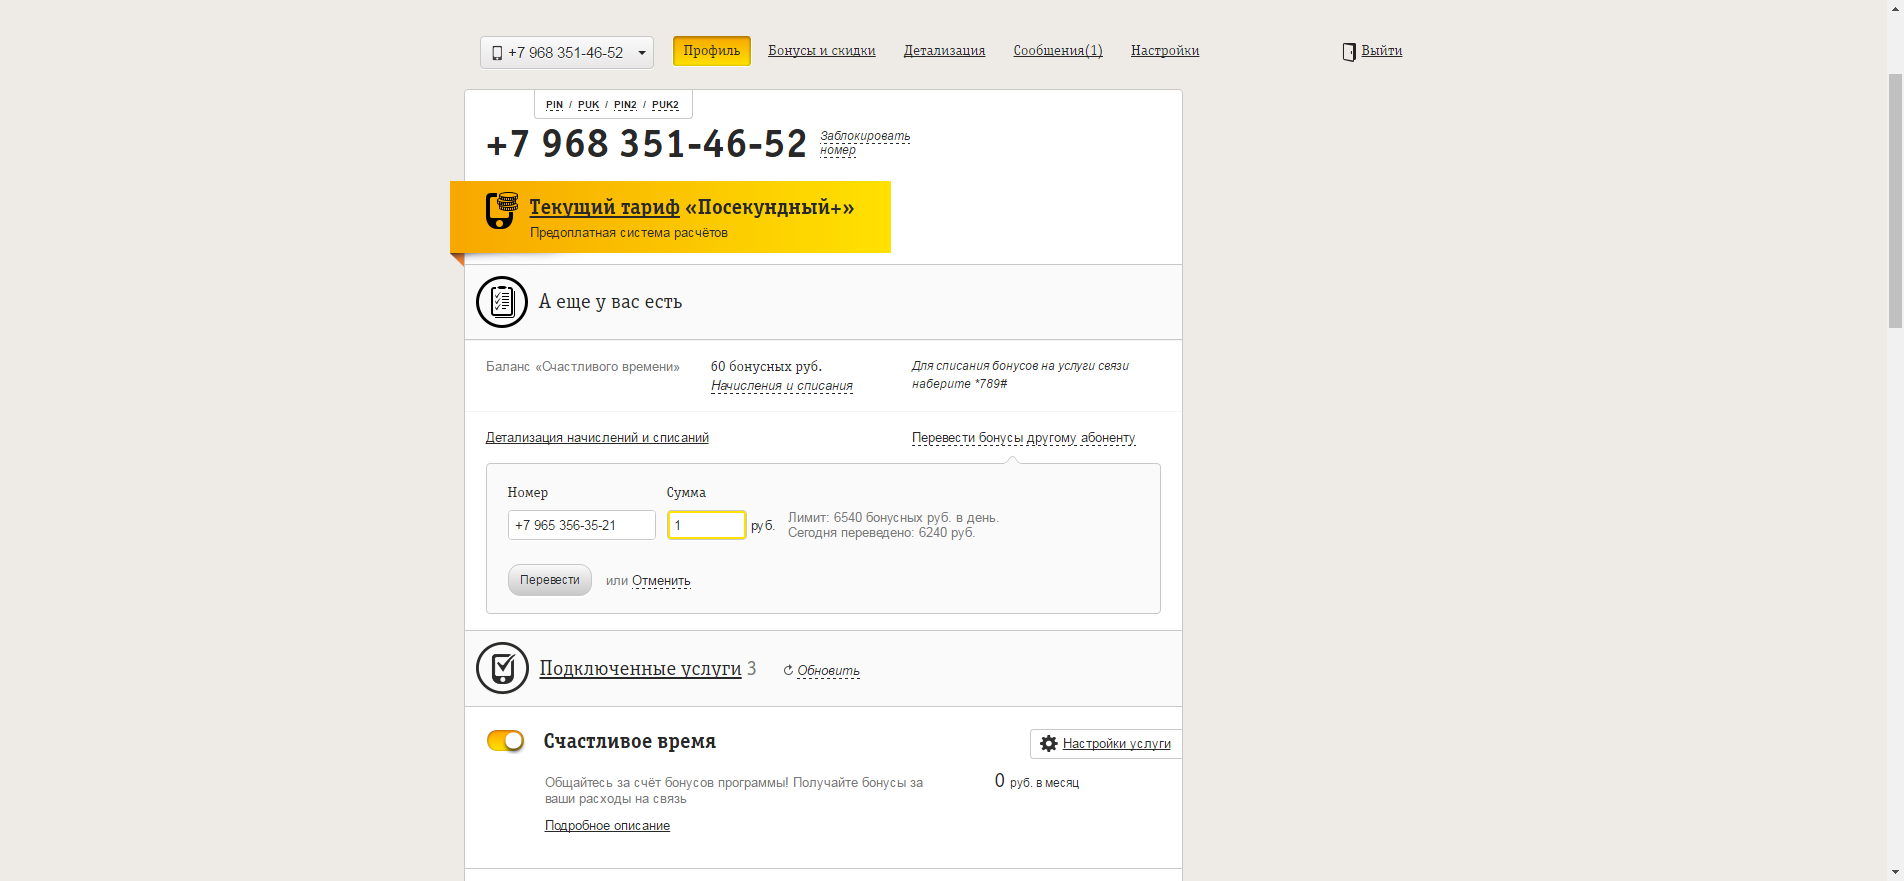 +7 968 351-46-52
Профиль
Бонусы и скидки
Детализация
Сообщения(1)
Настройки
Выйти
PIN / PUK / PIN2 / PUK2
+7 968 351-46-52
Заблокировать
номер
Текущий тариф «Посекундный+»
Предоплатная система расчётов
А еще у вас есть
Баланс «Счастливого времени»
60 бонусных руб.
Начисления и списания
Для списания бонусов на услуги связи
наберите *789#
Детализация начислений и списаний
Перевести бонусы другому абоненту
Номер
Сумма
+7 965 356-35-21
1
руб.
Лимит: 6540 бонусных руб. в день.
Сегодня переведено: 6240 руб.
Перевести
или Отменить
Подключенные услуги 3
Обновить
Счастливое время
Настройки услуги
Общайтесь за счёт бонусов программы! Получайте бонусы за
ваши расходы на связь
0 руб. в месяц
Подробное описание